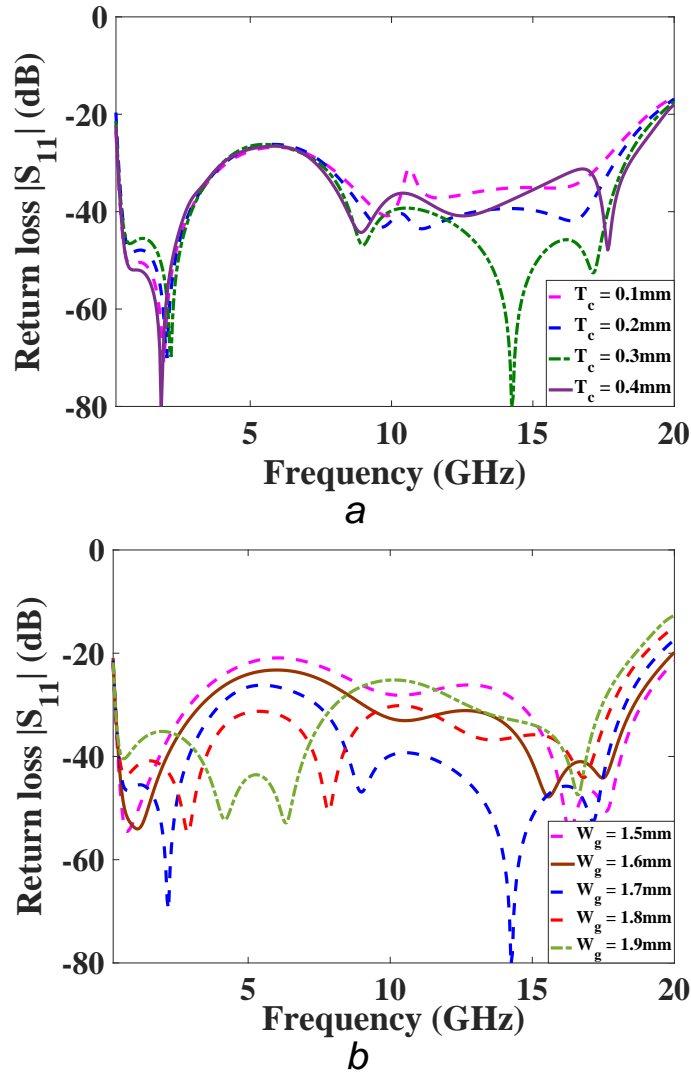 0
-20
-40
-60
-80
Return loss |S11| (dB)
Tc = 0.1mm
Tc = 0.2mm
Tc = 0.3mm
Tc = 0.4mm
5 10 15 20
Frequency (GHz)
a
0
-20
-40
-60
-80
Return loss |S11| (dB)
Wg = 1.5mm
Wg = 1.6mm
Wg = 1.7mm
Wg = 1.8mm
Wg = 1.9mm
5 10 15 20
Frequency (GHz)
b